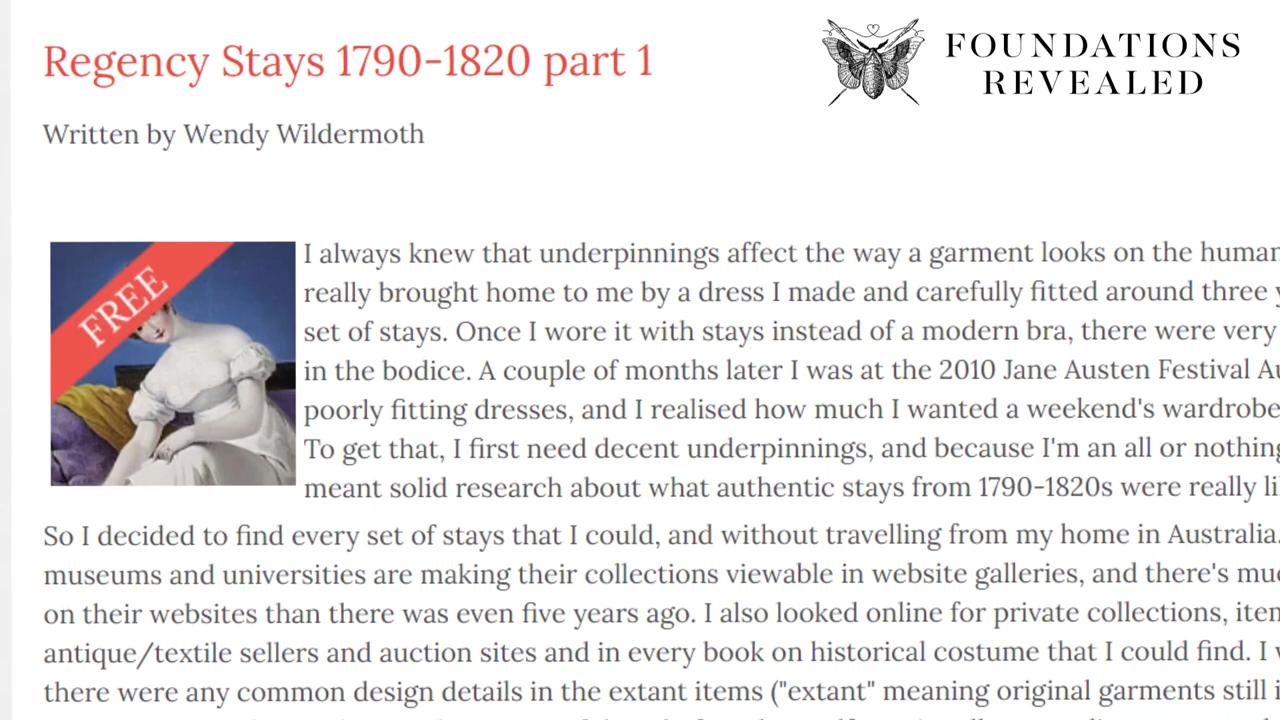 Regency Stays 1790-1820 part 1
FOUNDATIONS
REVEALED
Written by Wendy Wildermoth
FREE
I always knew that underpinnings affect the way a garment looks on the human
really brought home to me by a dress I made and carefully fitted around three
set of stays. Once I wore it with stays instead of a modern bra, there were very
in the bodice. A couple of months later I was at the 2010 Jane Austen Festival
poorly fitting dresses, and I realised how much I wanted a weekend's wardrobe
To get that, I first need decent underpinnings, and because I'm an all or nothing
meant solid research about what authentic stays from 1790-1820s were really
So I decided to find every set of stays that I could, and without travelling from my home in Australia.
museums and universities are making their collections viewable in website galleries, and there's
on their websites than there was even five years ago. I also looked online for private collections,
antique/textile sellers and auction sites and in every book on historical costume that I could find. I
there were any common design details in the extant items ("extant" meaning original garments still